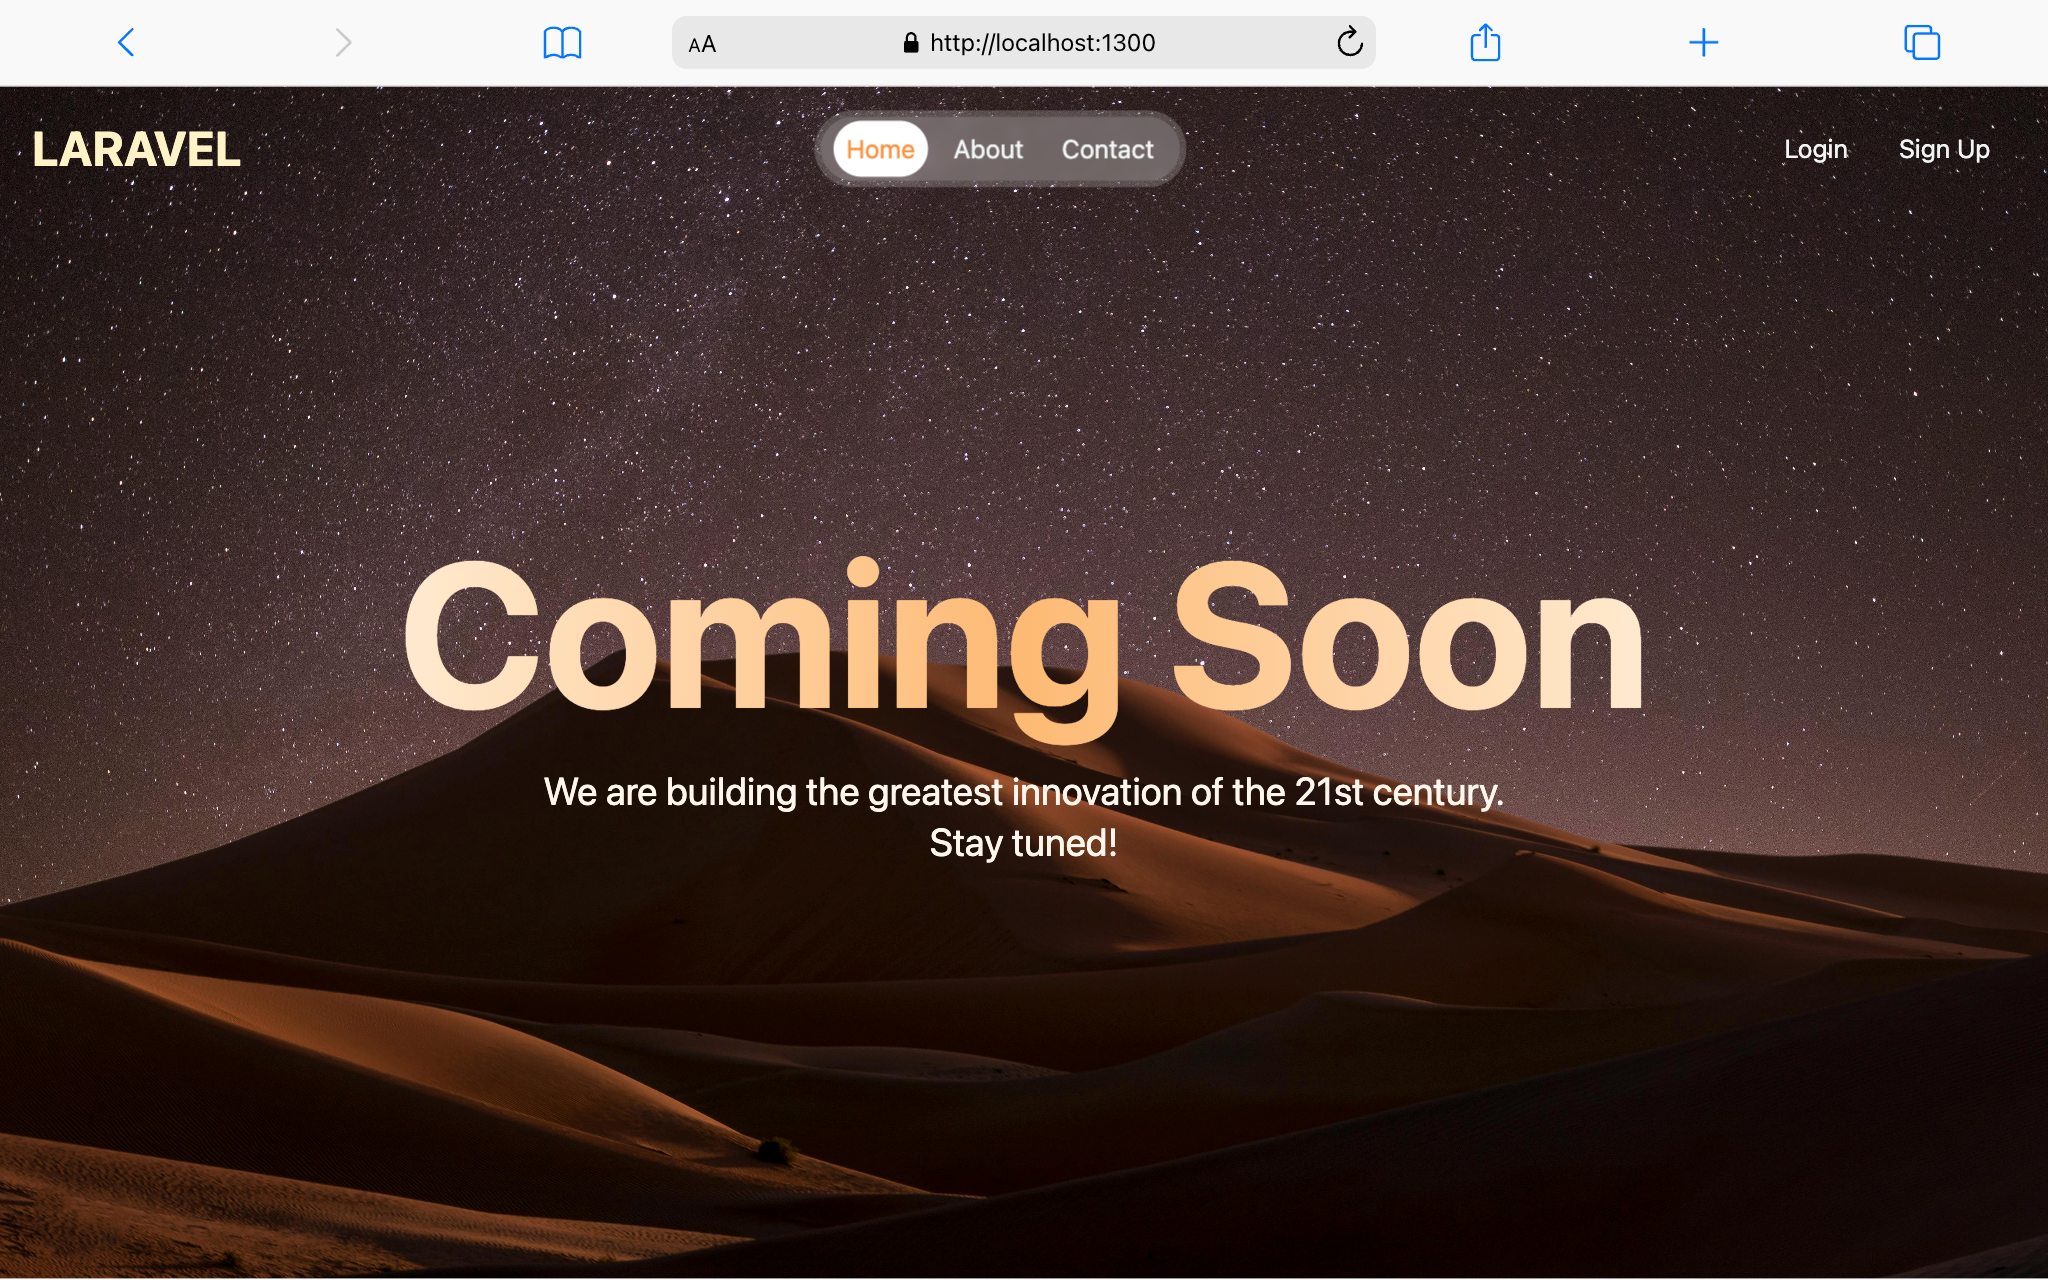 AA http://localhost:1300
LARAVEL Home About Contact Login Sign Up
Coming Soon
We are building the greatest innovation of the 21st century.
Stay tuned!